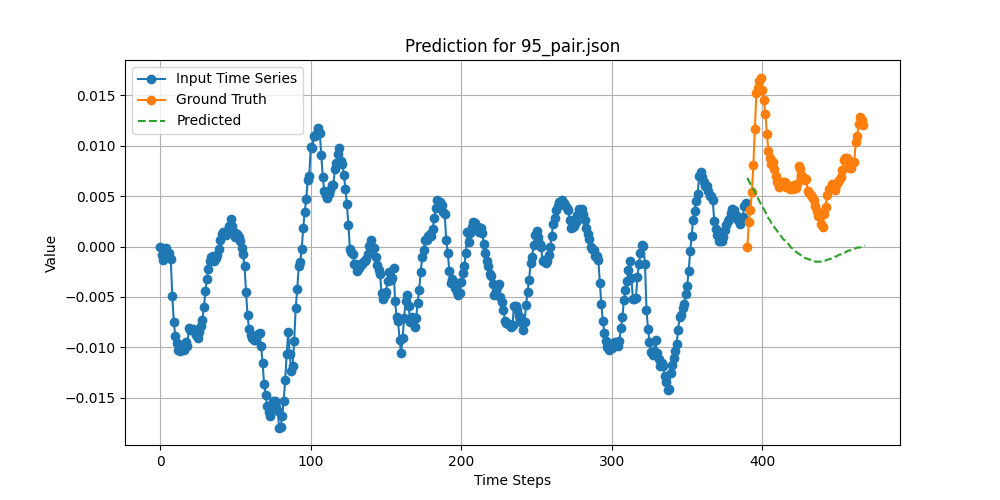 Prediction for 95_pair.json
Input Time Series
Ground Truth
Predicted
0.015
0.010
0.005
0.000
−0.005
−0.010
−0.015
Value
0 100 200 300 400
Time Steps